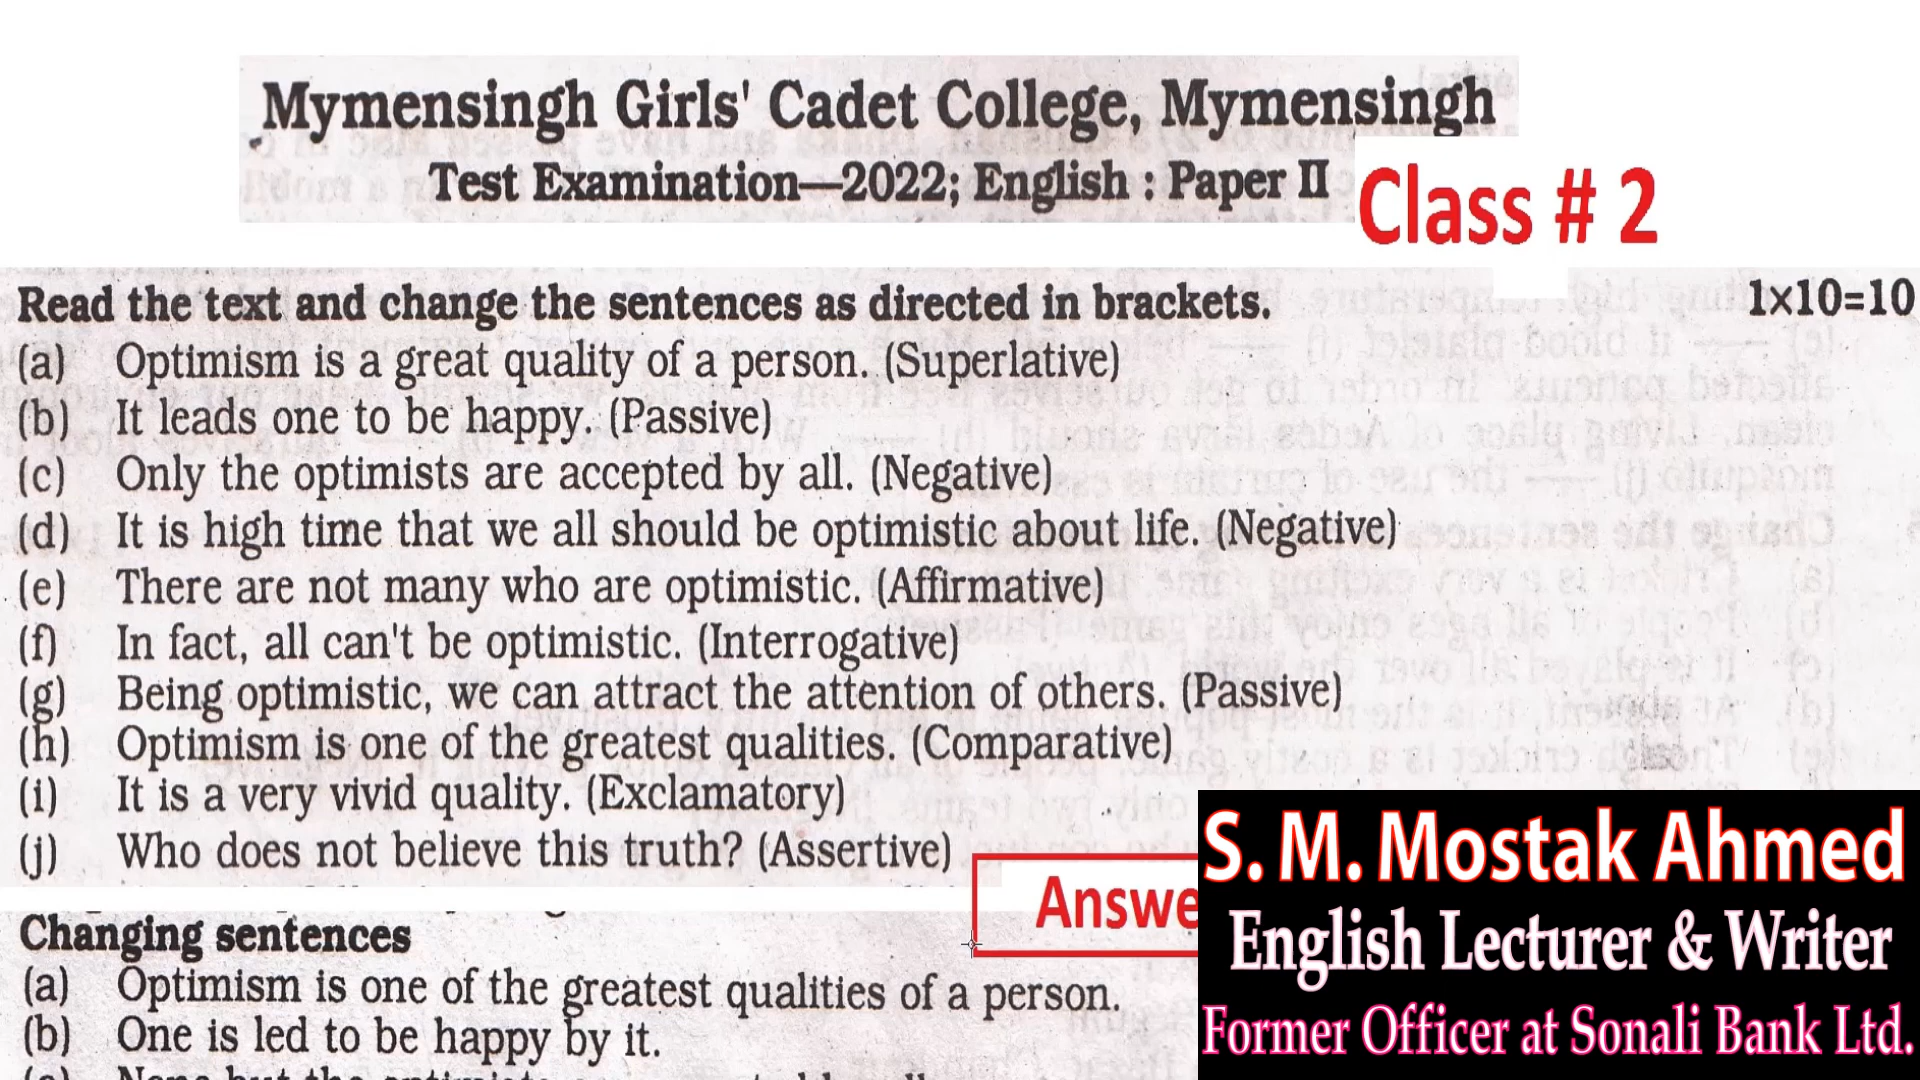 Mymensingh Girls' Cadet College, Mymensingh
Test Examination—2022; English : Paper II
Class # 2
Read the text and change the sentences as directed in brackets. 1×10=10
(a) Optimism is a great quality of a person. (Superlative)
(b) It leads one to be happy. (Passive)
(c) Only the optimists are accepted by all. (Negative)
(d) It is high time that we all should be optimistic about life. (Negative)
(e) There are not many who are optimistic. (Affirmative)
(f) In fact, all can't be optimistic. (Interrogative)
(g) Being optimistic, we can attract the attention of others. (Passive)
(h) Optimism is one of the greatest qualities. (Comparative)
(i) It is a very vivid quality. (Exclamatory)
(j) Who does not believe this truth? (Assertive)
Answe
Changing sentences
(a) Optimism is one of the greatest qualities of a person.
(b) One is led to be happy by it.
S. M. Mostak Ahmed
English Lecturer & Writer
Former Officer at Sonali Bank Ltd.